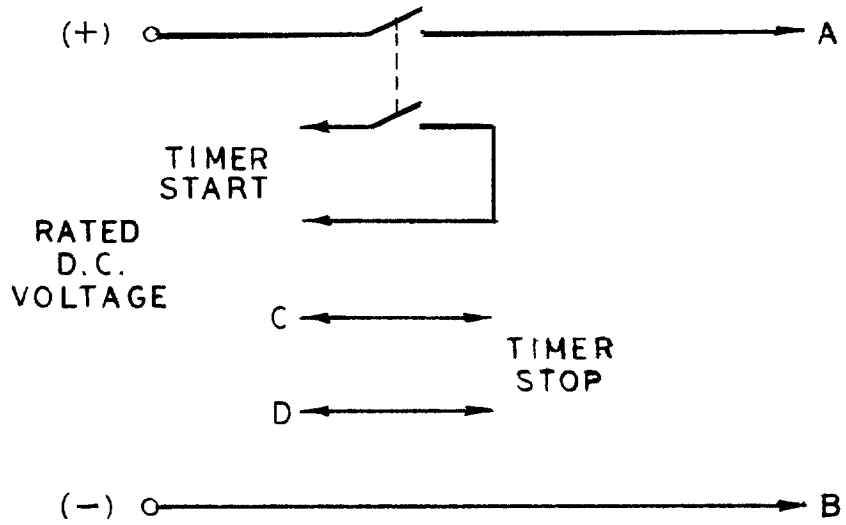 (+)
A
TIMER
START
RATED
D.C.
VOLTAGE
C
TIMER
STOP
D
(-)
B